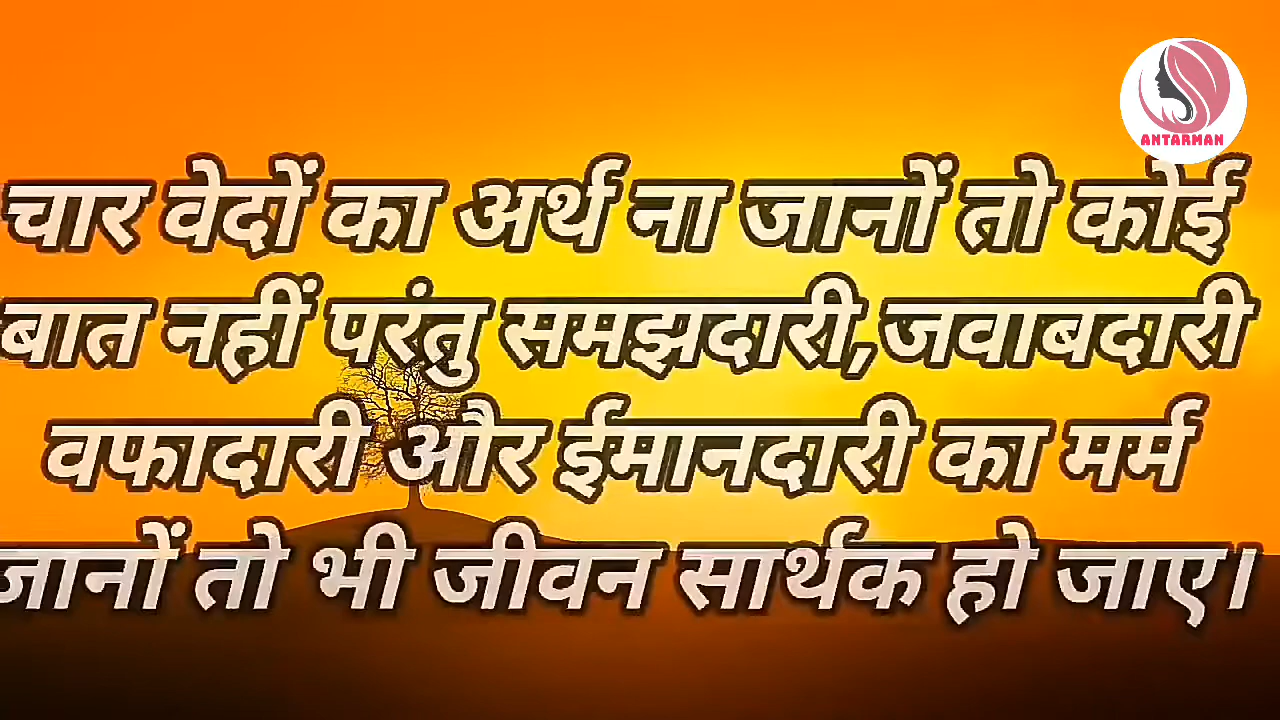 ANTARMAN
चार वेदों का अर्थ ना जानों तो कोई
बात नहीं परंतु समझदारी,जवाबदारी
वफादारी और ईमानदारी का मर्म
जानों तो भी जीवन सार्थक हो जाए।